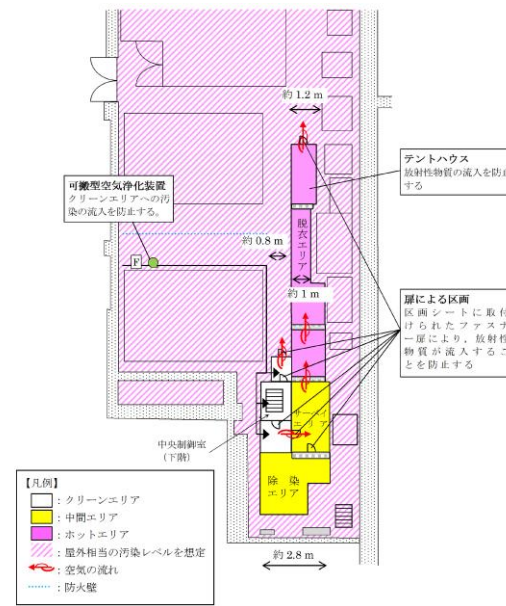 約 1.2 m
テントハウス
放射性物質の流入を防止
する
可搬型空気浄化装置
クリーンエリアへの汚
染の流入を防止する。
約 0.8 m
脱衣エリア
F
約 1 m
扉による区画
区画シートに取付
けられたファスナ
ー扉により，放射性
物質が流入するこ
とを防止する
サーベイ
エリア
中央制御室
(下階)
除 染
エリア
【凡例】
：クリーンエリア
：中間エリア
：ホットエリア
：屋外相当の汚染レベルを想定
：空気の流れ
：防火壁
約 2.8 m